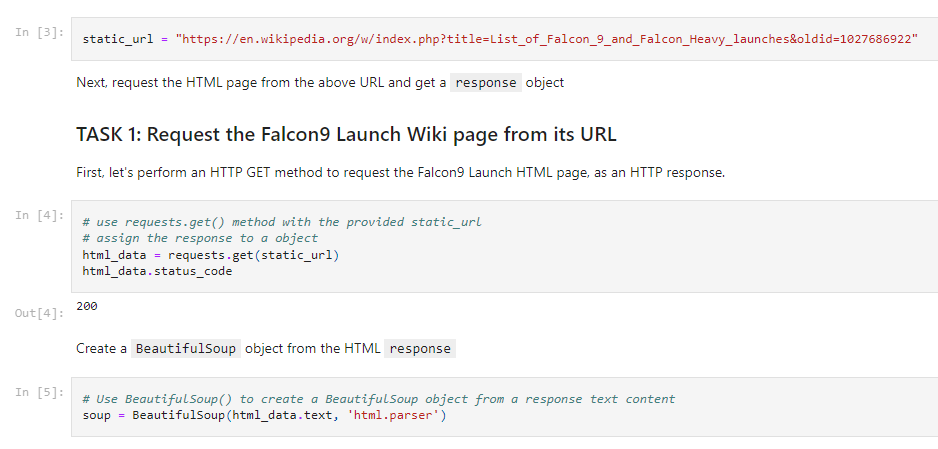 In [3]:
static_url = "https://en.wikipedia.org/w/index.php?title=List_of_Falcon_9_and_Falcon_Heavy_launches&oldid=1027686922"
Next, request the HTML page from the above URL and get a response object
TASK 1: Request the Falcon9 Launch Wiki page from its URL
First, let's perform an HTTP GET method to request the Falcon9 Launch HTML page, as an HTTP response.
In [4]:
# use requests.get() method with the provided static_url
# assign the response to a object
html_data = requests.get(static_url)
html_data.status_code
Out[4]:
200
Create a BeautifulSoup object from the HTML response
In [5]:
# Use BeautifulSoup() to create a BeautifulSoup object from a response text content
soup = BeautifulSoup(html_data.text, 'html.parser')